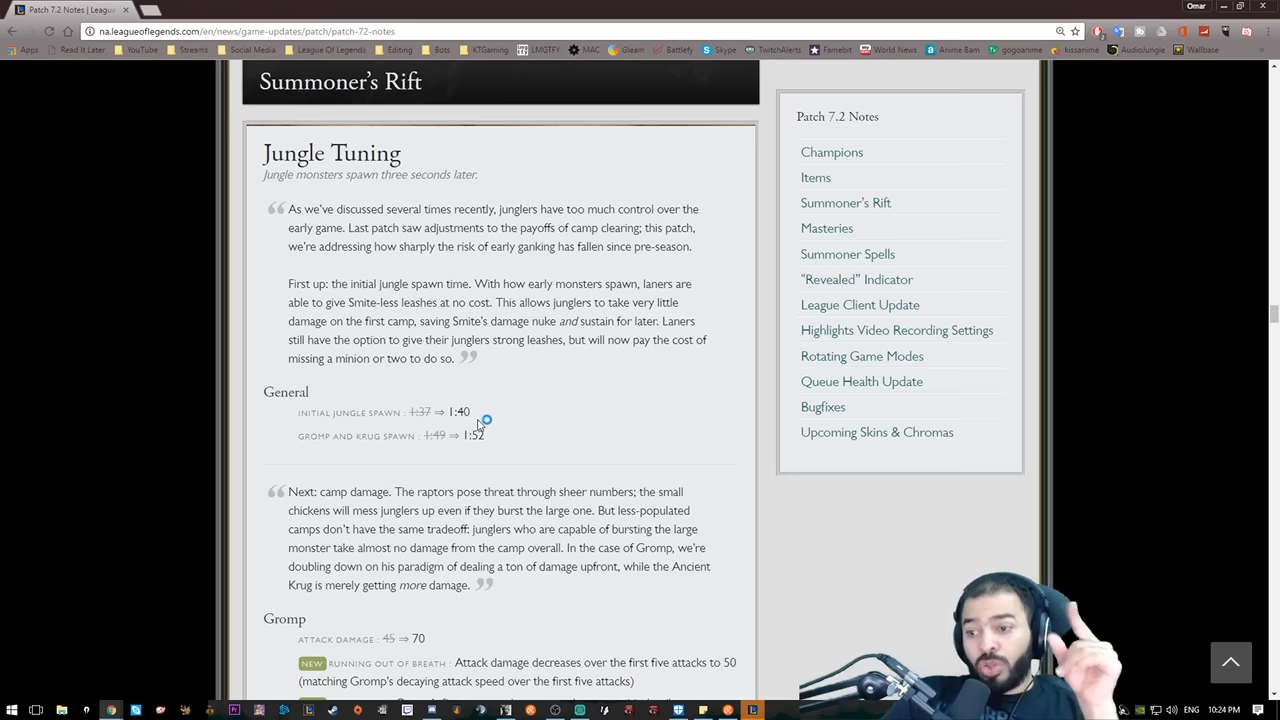 Patch 7.2 Notes | Leagu
Omar
na.leagueoflegends.com/en/news/game-updates/patch/patch-72-notes
Apps Read It Later YouTube Streams Social Media League Of Legends Editing Bots KTGaming LMGTFY MAC Gleam Battlefy Skype TwitchAlerts Famebit World News Anime Bam gogoanime kissanime AudioJungle Wallbase
Summoner's Rift
Jungle Tuning
Jungle monsters spawn three seconds later.
As we've discussed several times recently, junglers have too much control over the
early game. Last patch saw adjustments to the payoffs of camp clearing; this patch,
we're addressing how sharply the risk of early ganking has fallen since pre-season.
First up: the initial jungle spawn time. With how early monsters spawn, laners are
able to give Smite-less leashes at no cost. This allows junglers to take very little
damage on the first camp, saving Smite's damage nuke and sustain for later. Laners
still have the option to give their junglers strong leashes, but will now pay the cost of
missing a minion or two to do so.
General
INITIAL JUNGLE SPAWN : 1:37 ⇒ 1:40
GROMP AND KRUG SPAWN : 1:49 ⇒ 1:52
Next: camp damage. The raptors pose threat through sheer numbers; the small
chickens will mess junglers up even if they burst the large one. But less-populated
camps don't have the same tradeoff: junglers who are capable of bursting the large
monster take almost no damage from the camp overall. In the case of Gromp, we're
doubling down on his paradigm of dealing a ton of damage upfront, while the Ancient
Krug is merely getting more damage.
Gromp
ATTACK DAMAGE : 45 ⇒ 70
NEW RUNNING OUT OF BREATH : Attack damage decreases over the first five attacks to 50
(matching Gromp's decaying attack speed over the first five attacks)
Patch 7.2 Notes
Champions
Items
Summoner's Rift
Masteries
Summoner Spells
"Revealed" Indicator
League Client Update
Highlights Video Recording Settings
Rotating Game Modes
Queue Health Update
Bugfixes
Upcoming Skins & Chromas
10:24 PM